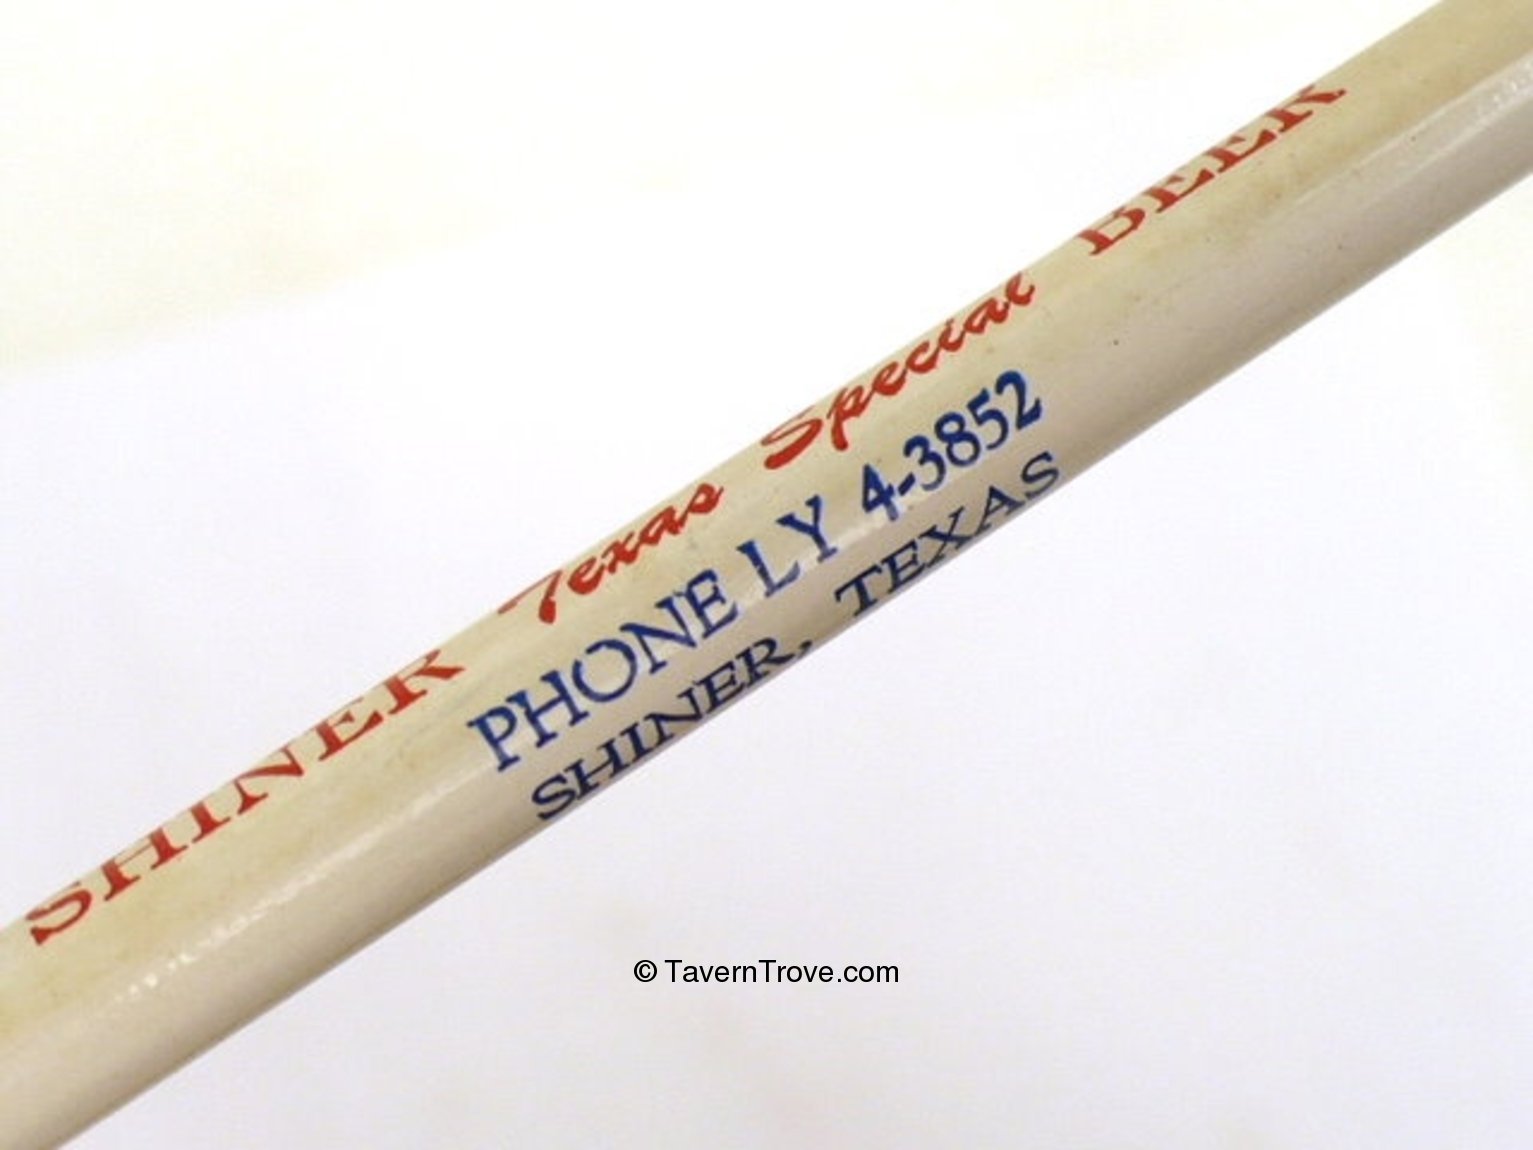 SHINER Texas Special BEER
PHONE LY 4-3852
SHINER, TEXAS
© TavernTrove.com